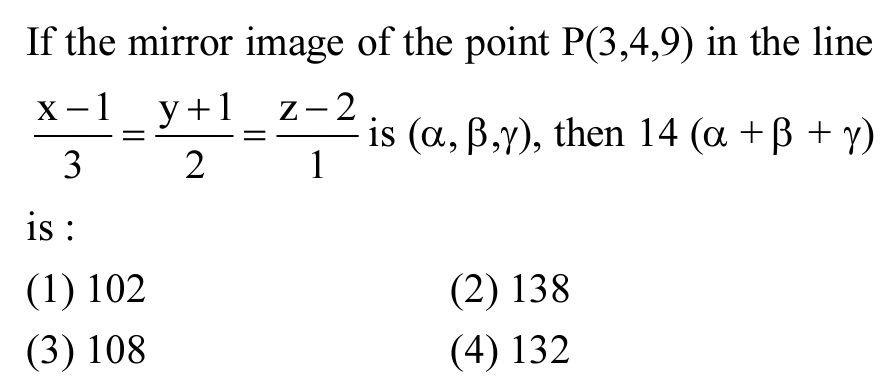 If the mirror image of the point P(3,4,9) in the line
x − 1 / 3 = y + 1 / 2 = z − 2 / 1 is (α, β,γ), then 14 (α + β + γ)
is :
(1) 102 (2) 138
(3) 108 (4) 132